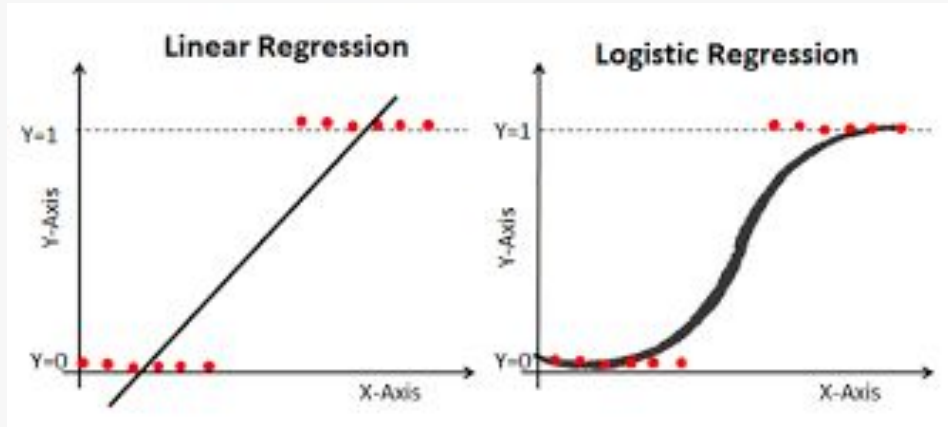 Linear Regression
Y=1
Y-Axis
Y=0
X-Axis
Logistic Regression
Y=1
Y-Axis
Y=0
X-Axis